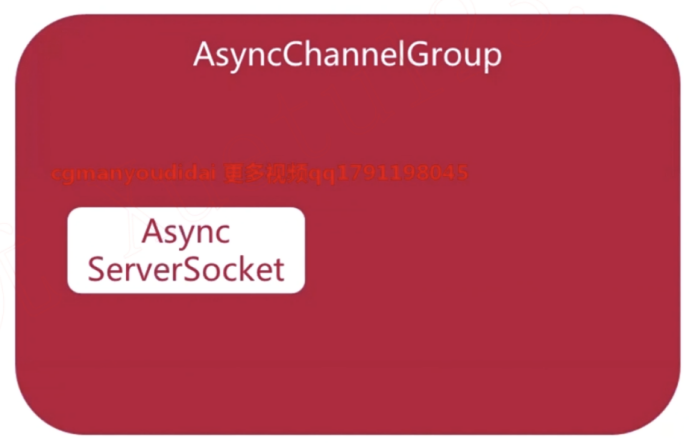 AsyncChannelGroup
cgmanyoudidai 更多视频qq1791198045
Async
ServerSocket